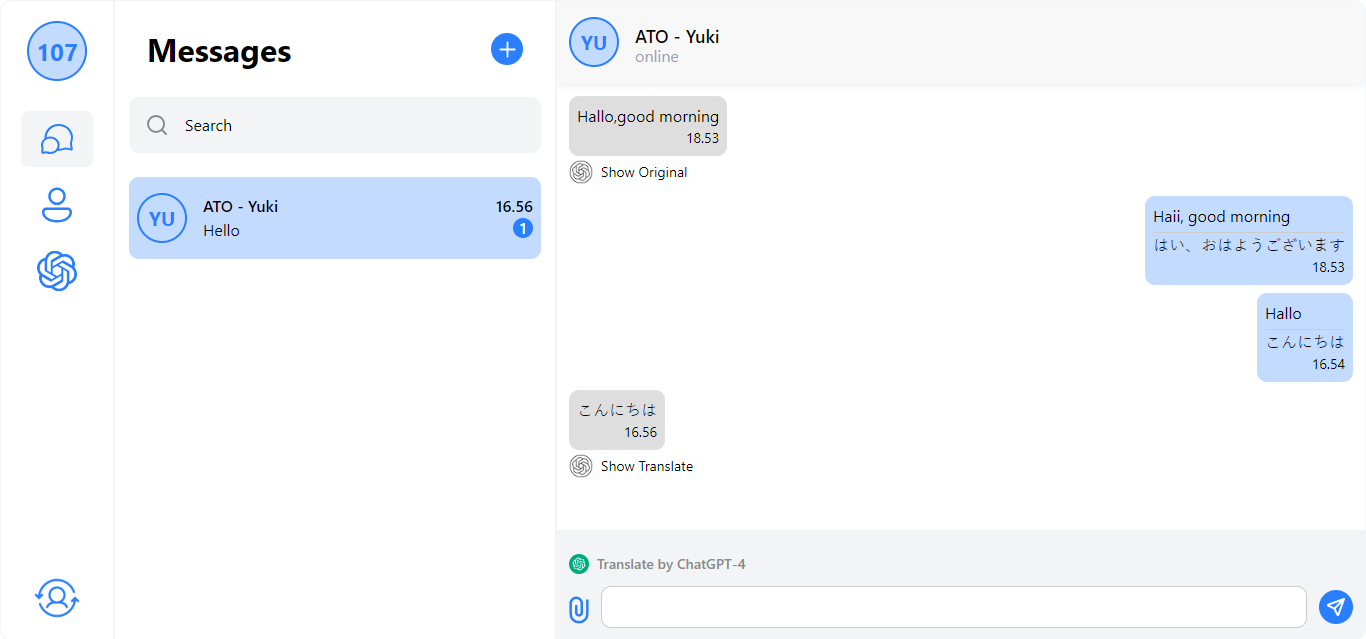 107
Messages
Search
YU
ATO - Yuki
16.56
Hello
1
YU
ATO - Yuki
online
Hallo,good morning
18.53
Show Original
Haii, good morning
はい、おはようございます
18.53
Hallo
こんにちは
16.54
こんにちは
16.56
Show Translate
Translate by ChatGPT-4